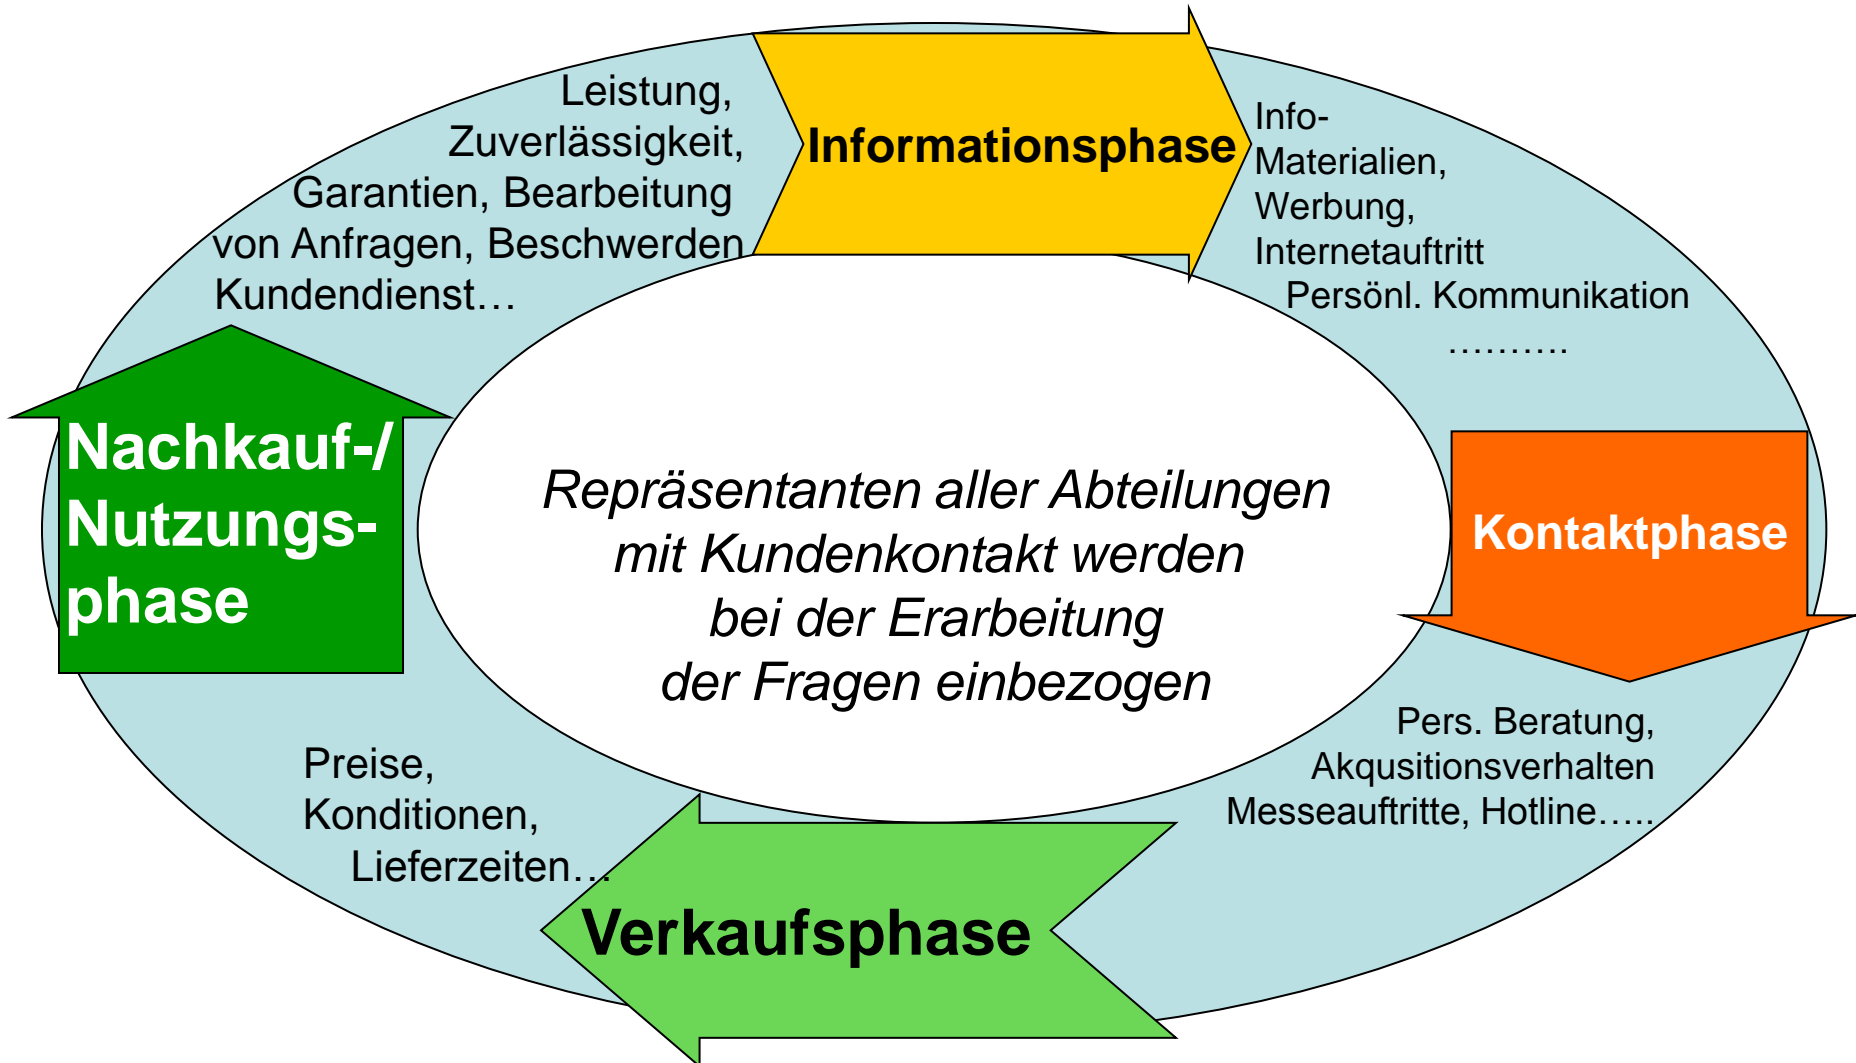 Informationsphase
Info-
Materialien,
Werbung,
Internetauftritt
Persönl. Kommunikation
……….
Kontaktphase
Pers. Beratung,
Akqusitionsverhalten
Messeauftritte, Hotline…..
Verkaufsphase
Preise,
Konditionen,
Lieferzeiten…
Nachkauf-/
Nutzungs-
phase
Leistung,
Zuverlässigkeit,
Garantien, Bearbeitung
von Anfragen, Beschwerden
Kundendienst…
Repräsentanten aller Abteilungen
mit Kundenkontakt werden
bei der Erarbeitung
der Fragen einbezogen